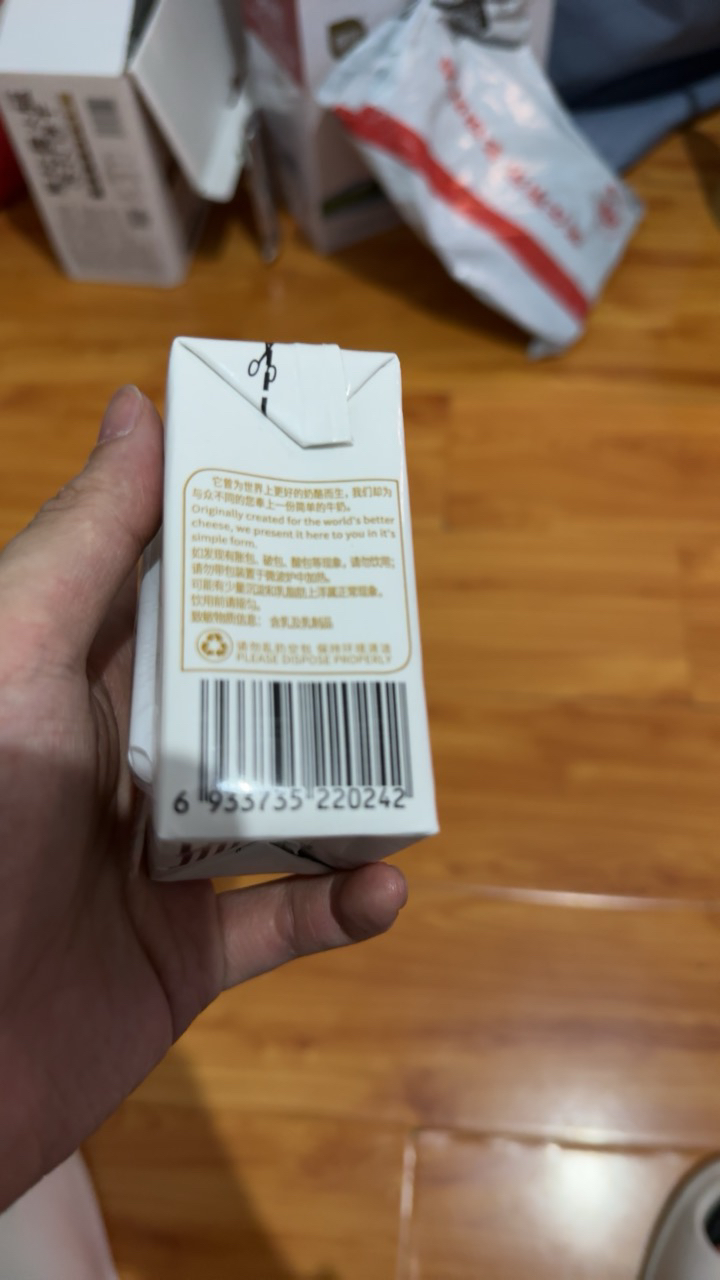 它曾为世界上更好的奶酪而生，我们却为
与众不同的您奉上一份简单的牛奶。
Originally created for the world's better
cheese, we present it here to you in it's
simple form.
如发现有胀包、破包、酸包等现象，请勿饮用；
请勿带包装置于微波炉中加热。
可能有少量沉淀和乳脂肪上浮属正常现象，
饮用前请摇匀。
致敏物质信息： 含乳及乳制品
请勿乱扔空包 保持环境清洁
PLEASE DISPOSE PROPERLY
6 933735 220242